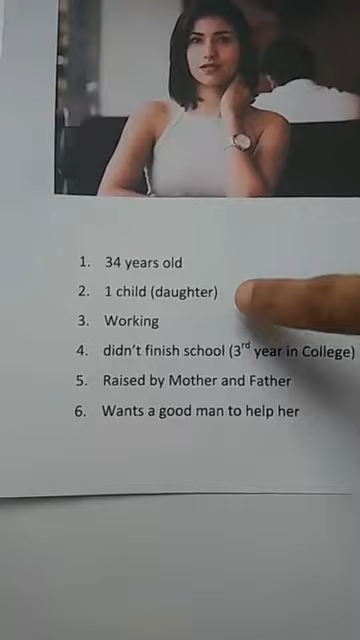 1. 34 years old
2. 1 child (daughter)
3. Working
4. didn't finish school (3rd year in College)
5. Raised by Mother and Father
6. Wants a good man to help her